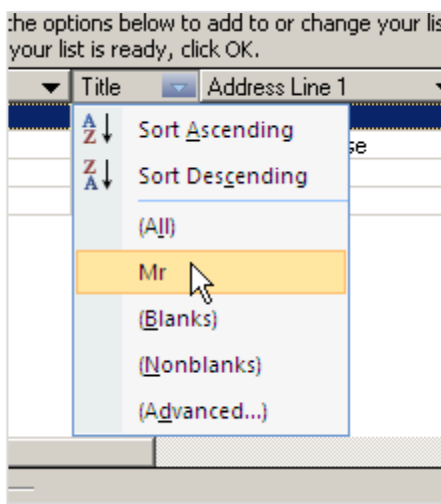 the options below to add to or change your lis
your list is ready, click OK.
Title Address Line 1
Sort Ascending
se
Sort Descending
(All)
Mr
(Blanks)
(Nonblanks)
(Advanced...)